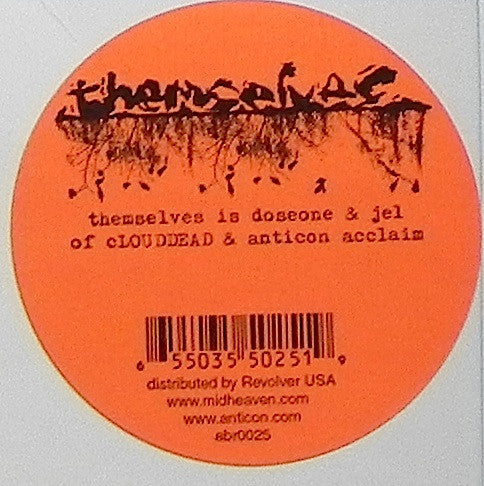 themselves
themselves is doseone & jel
of cLOUDDEAD & anticon acclaim
6 55035 50251 9
distributed by Revolver USA
www.midheaven.com
www.anticon.com
abr0025